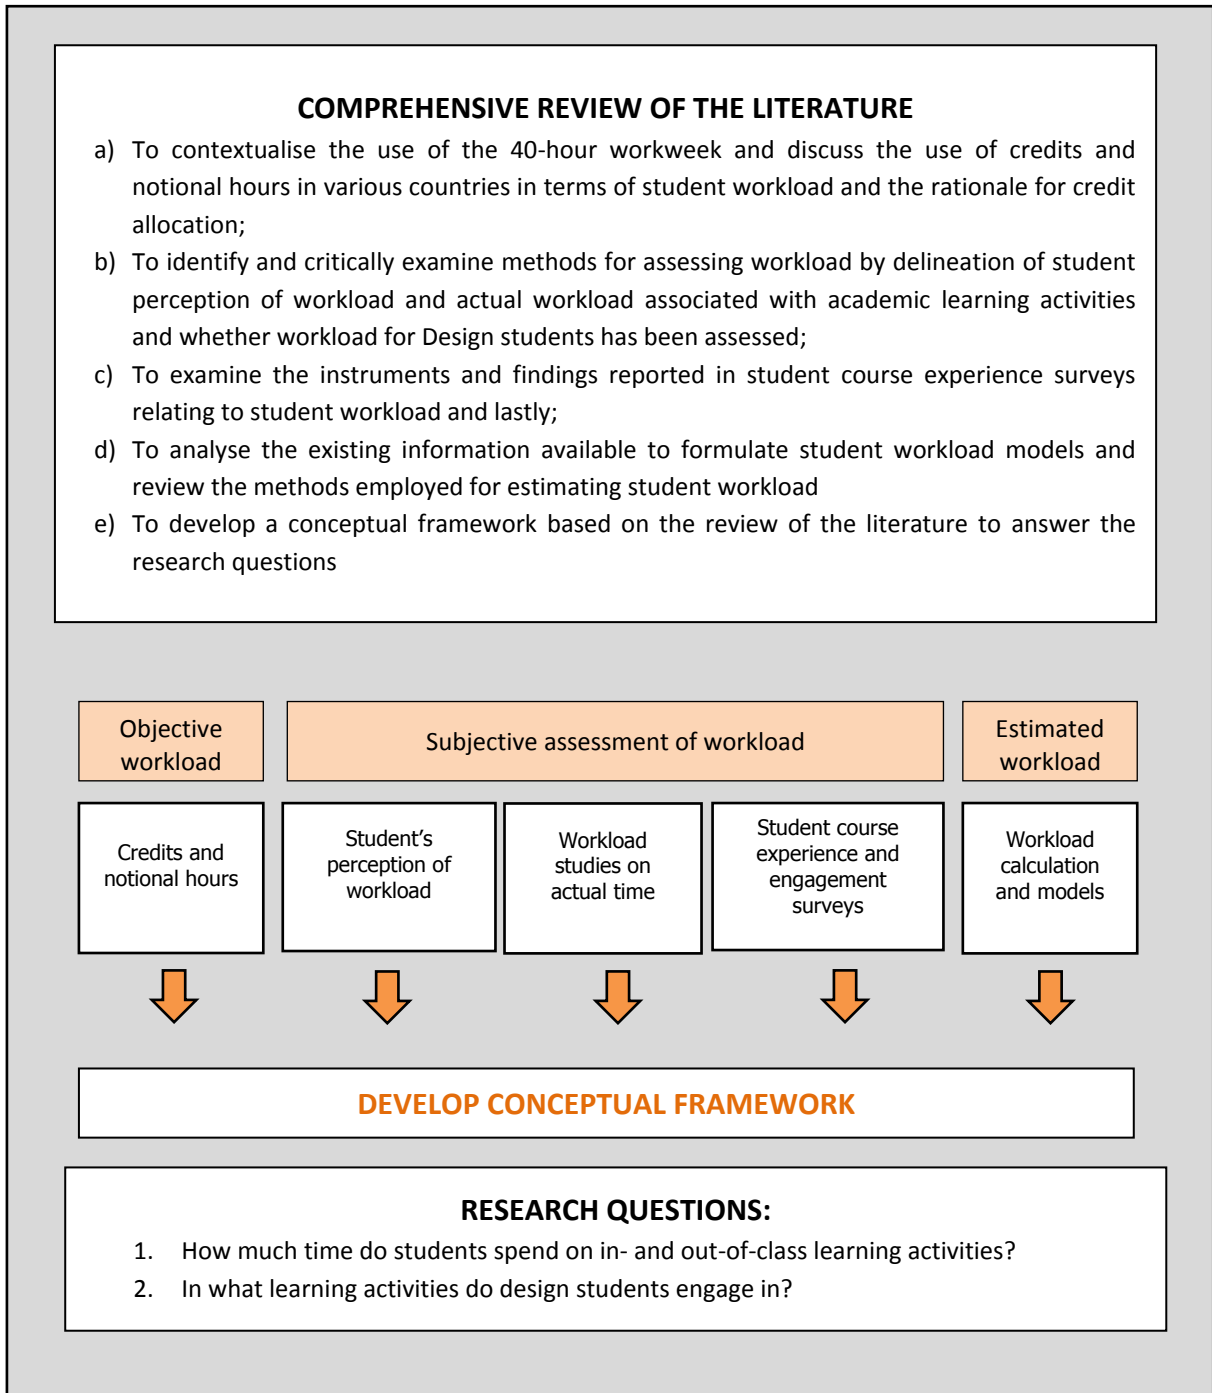 COMPREHENSIVE REVIEW OF THE LITERATURE
a) To contextualise the use of the 40-hour workweek and discuss the use of credits and
notional hours in various countries in terms of student workload and the rationale for credit
allocation;
b) To identify and critically examine methods for assessing workload by delineation of student
perception of workload and actual workload associated with academic learning activities
and whether workload for Design students has been assessed;
c) To examine the instruments and findings reported in student course experience surveys
relating to student workload and lastly;
d) To analyse the existing information available to formulate student workload models and
review the methods employed for estimating student workload
e) To develop a conceptual framework based on the review of the literature to answer the
research questions
Objective
workload
Subjective assessment of workload
Estimated
workload
Credits and
notional hours
Student’s
perception of
workload
Workload
studies on
actual time
Student course
experience and
engagement
surveys
Workload
calculation
and models
DEVELOP CONCEPTUAL FRAMEWORK
RESEARCH QUESTIONS:
1. How much time do students spend on in- and out-of-class learning activities?
2. In what learning activities do design students engage in?